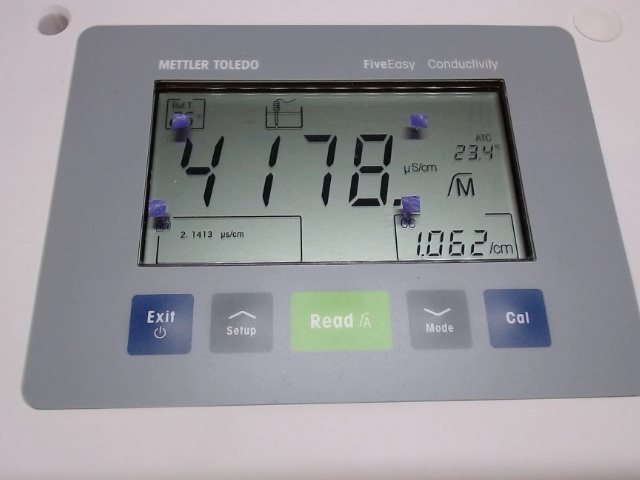 METTLER TOLEDO FiveEasy Conductivity
Ref T.
ATC
23.4°
4178. µS/cm
M
2. 1413 µs/cm
1.062/cm
Exit
Setup
Read A
Mode
Cal